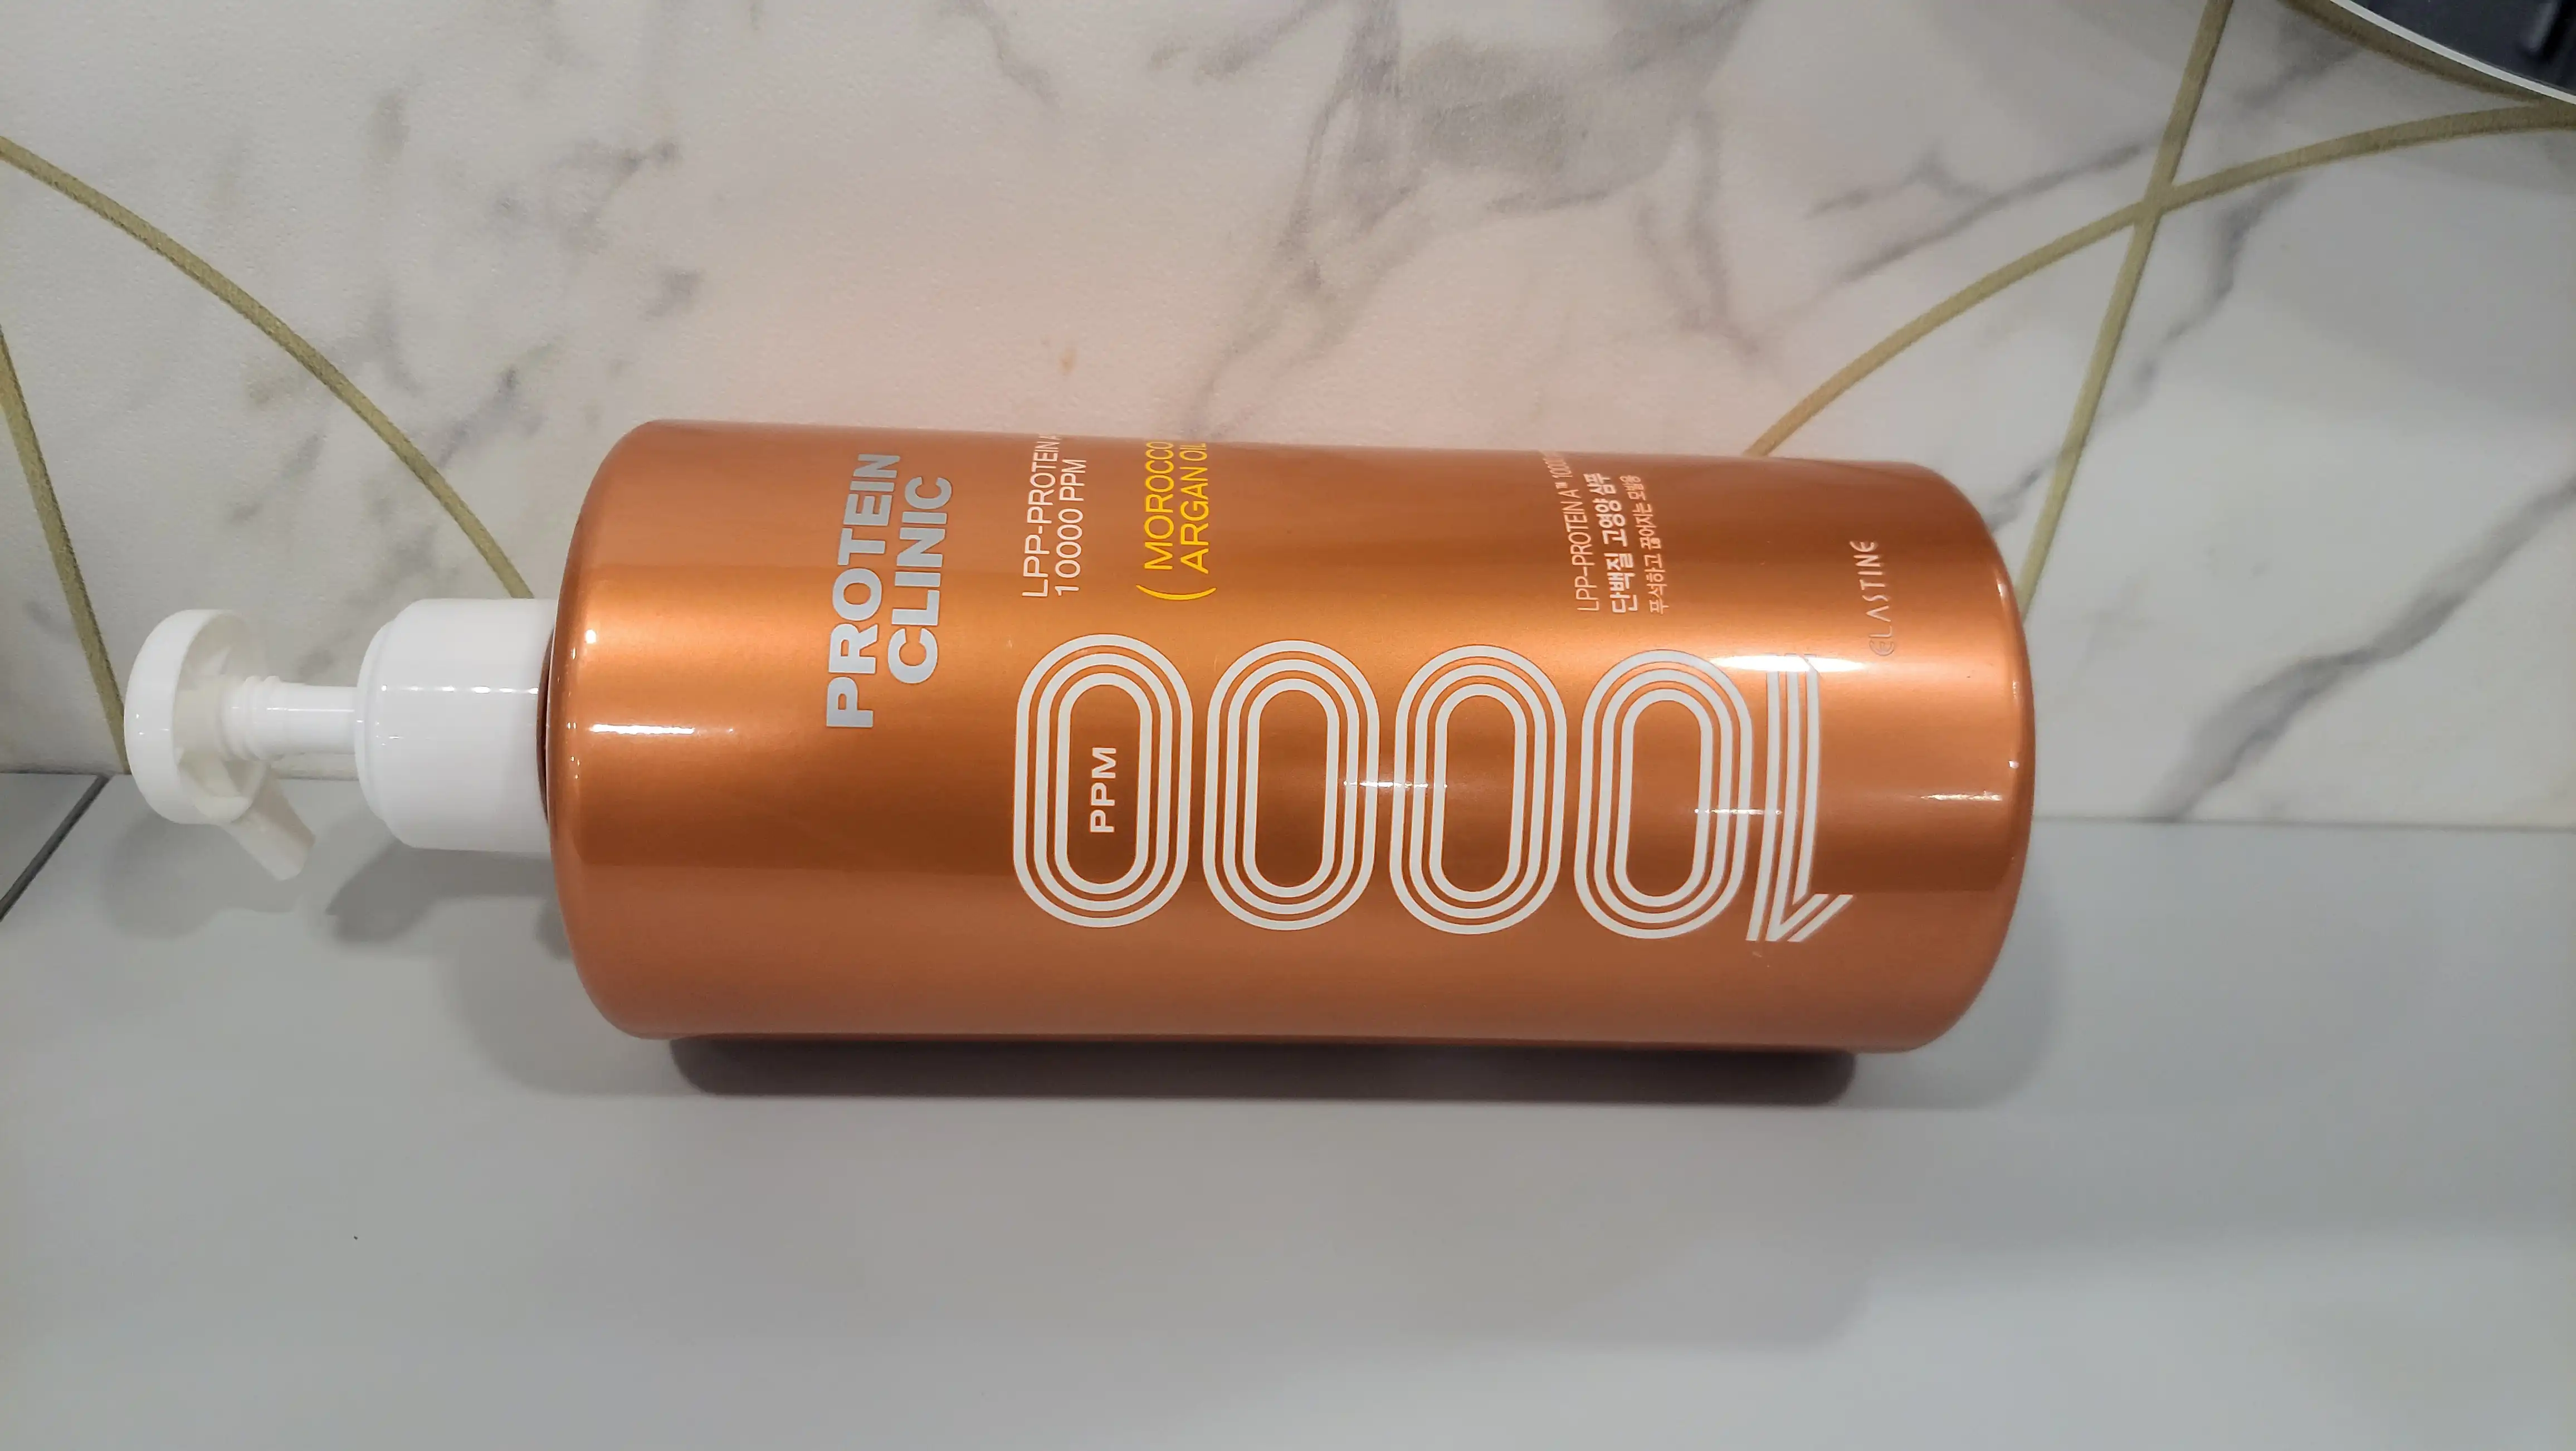 PROTEIN
CLINIC
LPP-PROTEIN A
10000 PPM
( MOROCCO
ARGAN OIL
10000
PPM
LPP-PROTEIN A™ 10000
단백질 고영양 샴푸
푸석하고 끊어지는 모발용
ELASTINE